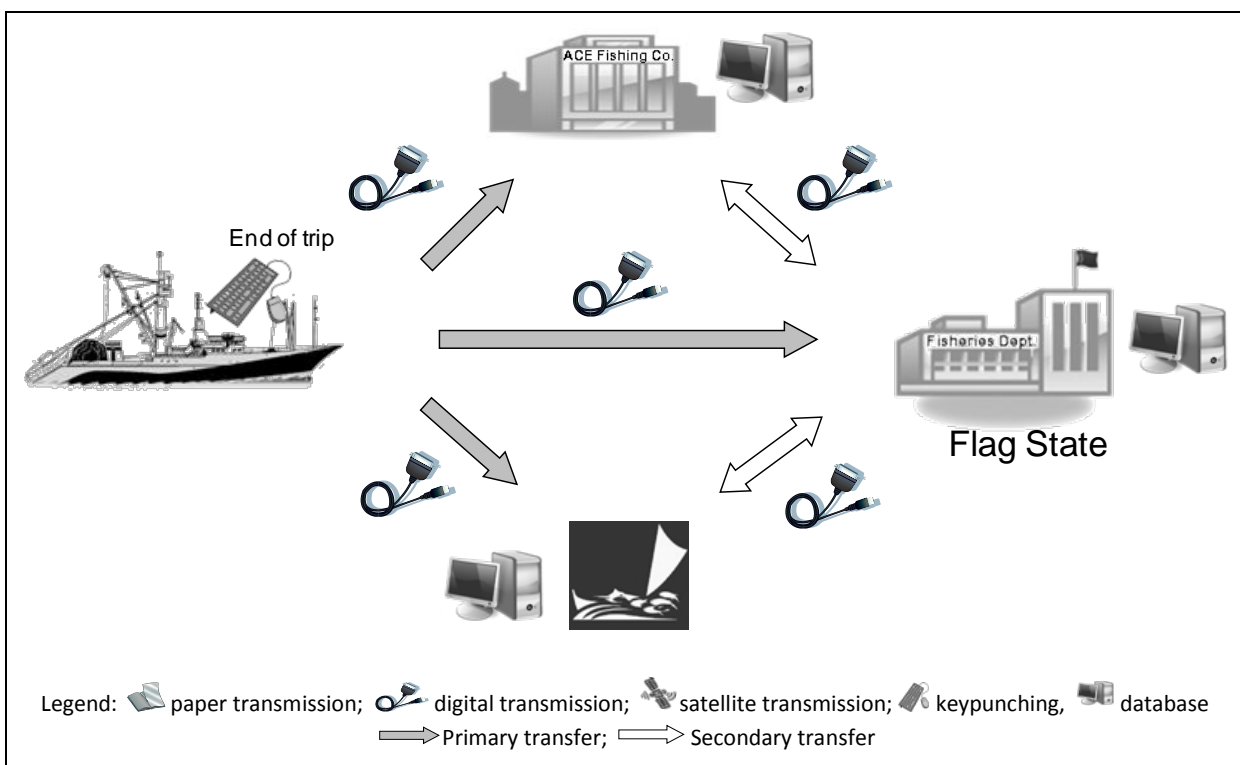 ACE Fishing Co.
End of trip
Fisheries Dept.
Flag State
Legend: paper transmission; digital transmission; satellite transmission; keypunching, database
Primary transfer; Secondary transfer